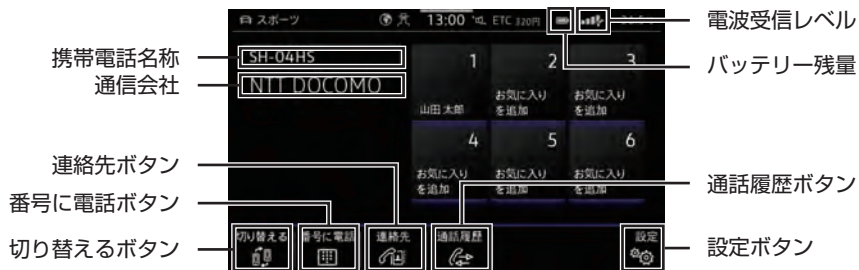 スポーツ 13:00 ETC 320円
電波受信レベル
バッテリー残量
携帯電話名称
SH-04HS
通信会社
NTT DOCOMO
1 2 3
山田 太郎
お気に入り
を追加
お気に入り
を追加
4 5 6
お気に入り
を追加
お気に入り
を追加
お気に入り
を追加
連絡先ボタン
番号に電話ボタン
切り替えるボタン
通話履歴ボタン
設定ボタン
切り替える 番号に電話 連絡先 通話履歴 設定